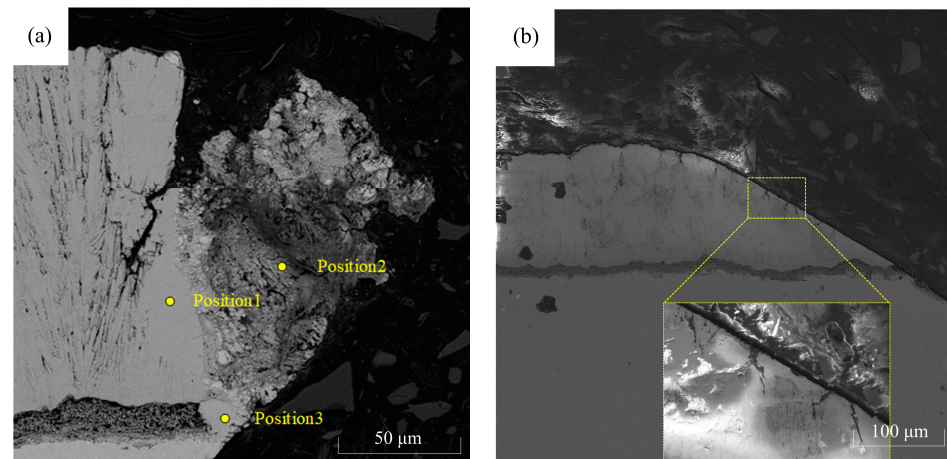 (a)
Position2
Position1
Position3
50 μm
(b)
100 μm